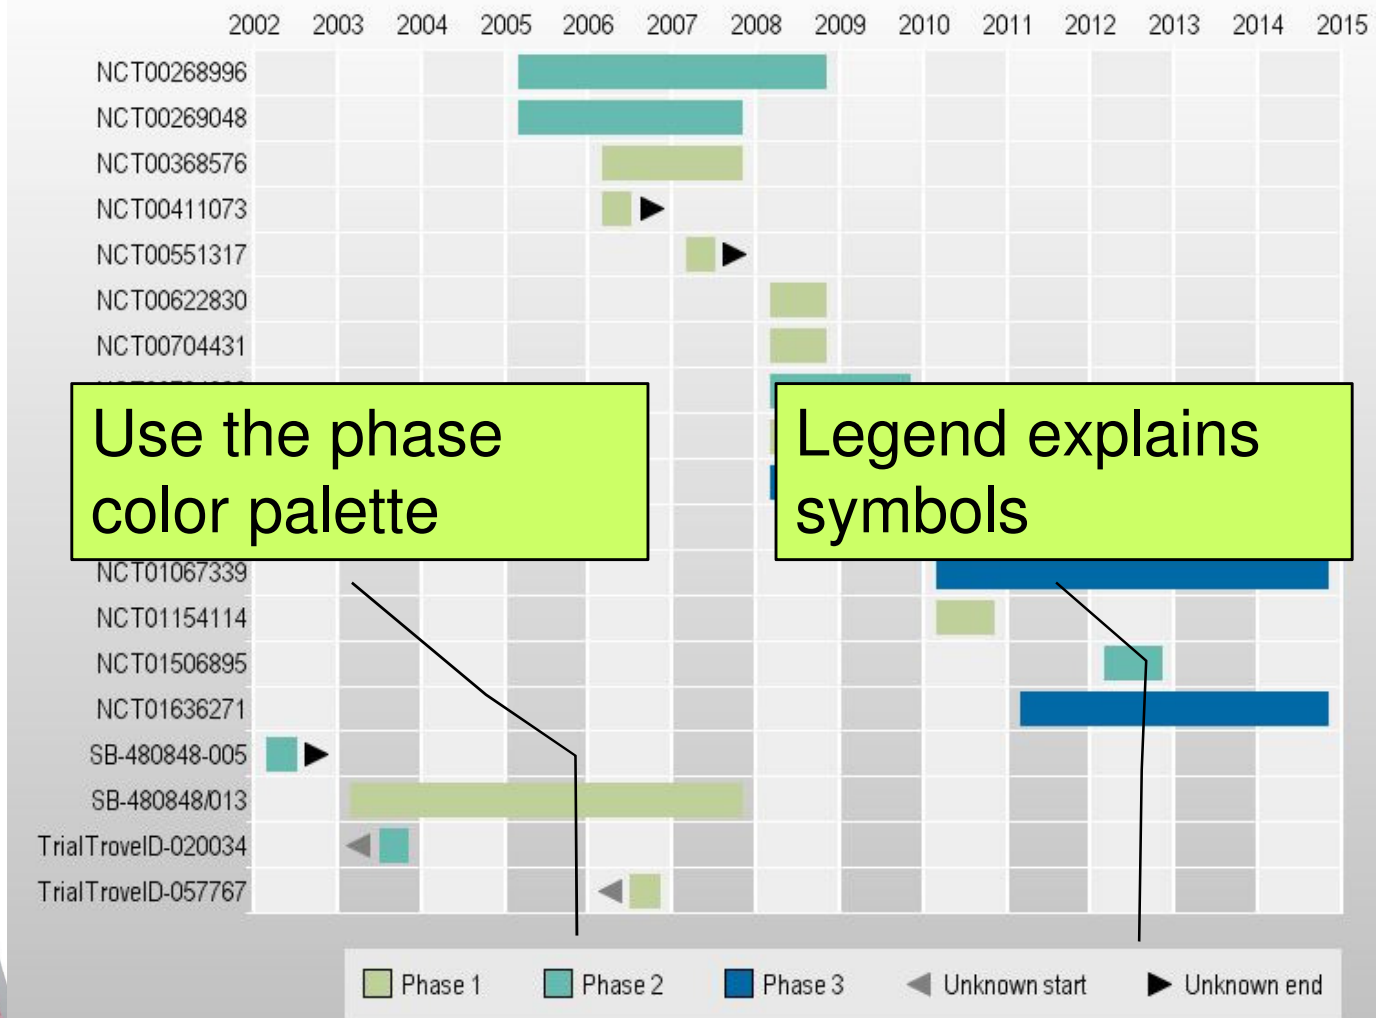 2002 2003 2004 2005 2006 2007 2008 2009 2010 2011 2012 2013 2014 2015
NCT00268996
NCT00269048
NCT00368576
NCT00411073
NCT00551317
NCT00622830
NCT00704431
Use the phase
color palette
Legend explains
symbols
NCT01067339
NCT01154114
NCT01506895
NCT01636271
SB-480848-005
SB-480848/013
TrialTroveID-020034
TrialTroveID-057767
Phase 1 Phase 2 Phase 3 Unknown start Unknown end